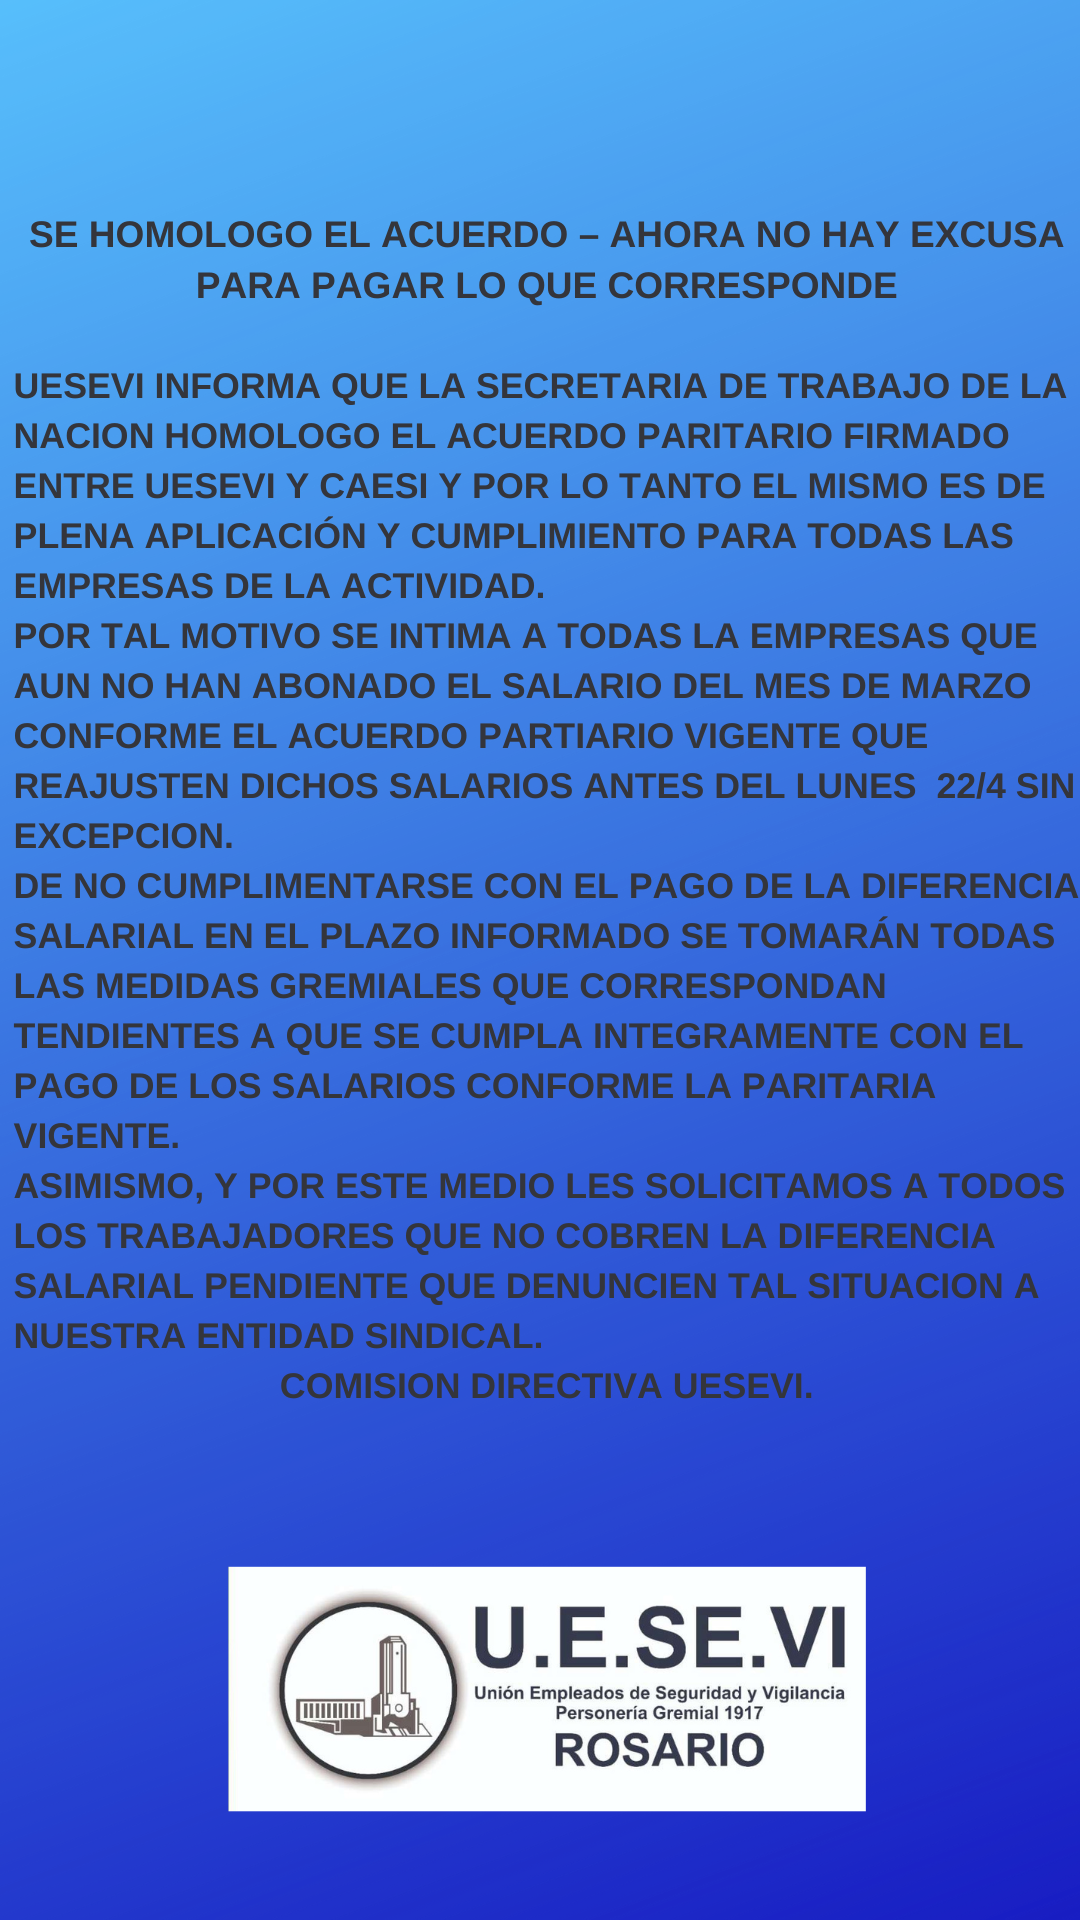 SE HOMOLOGO EL ACUERDO – AHORA NO HAY EXCUSA
PARA PAGAR LO QUE CORRESPONDE
UESEVI INFORMA QUE LA SECRETARIA DE TRABAJO DE LA
NACION HOMOLOGO EL ACUERDO PARITARIO FIRMADO
ENTRE UESEVI Y CAESI Y POR LO TANTO EL MISMO ES DE
PLENA APLICACIÓN Y CUMPLIMIENTO PARA TODAS LAS
EMPRESAS DE LA ACTIVIDAD.
POR TAL MOTIVO SE INTIMA A TODAS LA EMPRESAS QUE
AUN NO HAN ABONADO EL SALARIO DEL MES DE MARZO
CONFORME EL ACUERDO PARTIARIO VIGENTE QUE
REAJUSTEN DICHOS SALARIOS ANTES DEL LUNES  22/4 SIN
EXCEPCION.
DE NO CUMPLIMENTARSE CON EL PAGO DE LA DIFERENCIA
SALARIAL EN EL PLAZO INFORMADO SE TOMARÁN TODAS
LAS MEDIDAS GREMIALES QUE CORRESPONDAN
TENDIENTES A QUE SE CUMPLA INTEGRAMENTE CON EL
PAGO DE LOS SALARIOS CONFORME LA PARITARIA
VIGENTE.
ASIMISMO, Y POR ESTE MEDIO LES SOLICITAMOS A TODOS
LOS TRABAJADORES QUE NO COBREN LA DIFERENCIA
SALARIAL PENDIENTE QUE DENUNCIEN TAL SITUACION A
NUESTRA ENTIDAD SINDICAL.
COMISION DIRECTIVA UESEVI.
U.E.SE.VI
Unión Empleados de Seguridad y Vigilancia
Personería Gremial 1917
ROSARIO